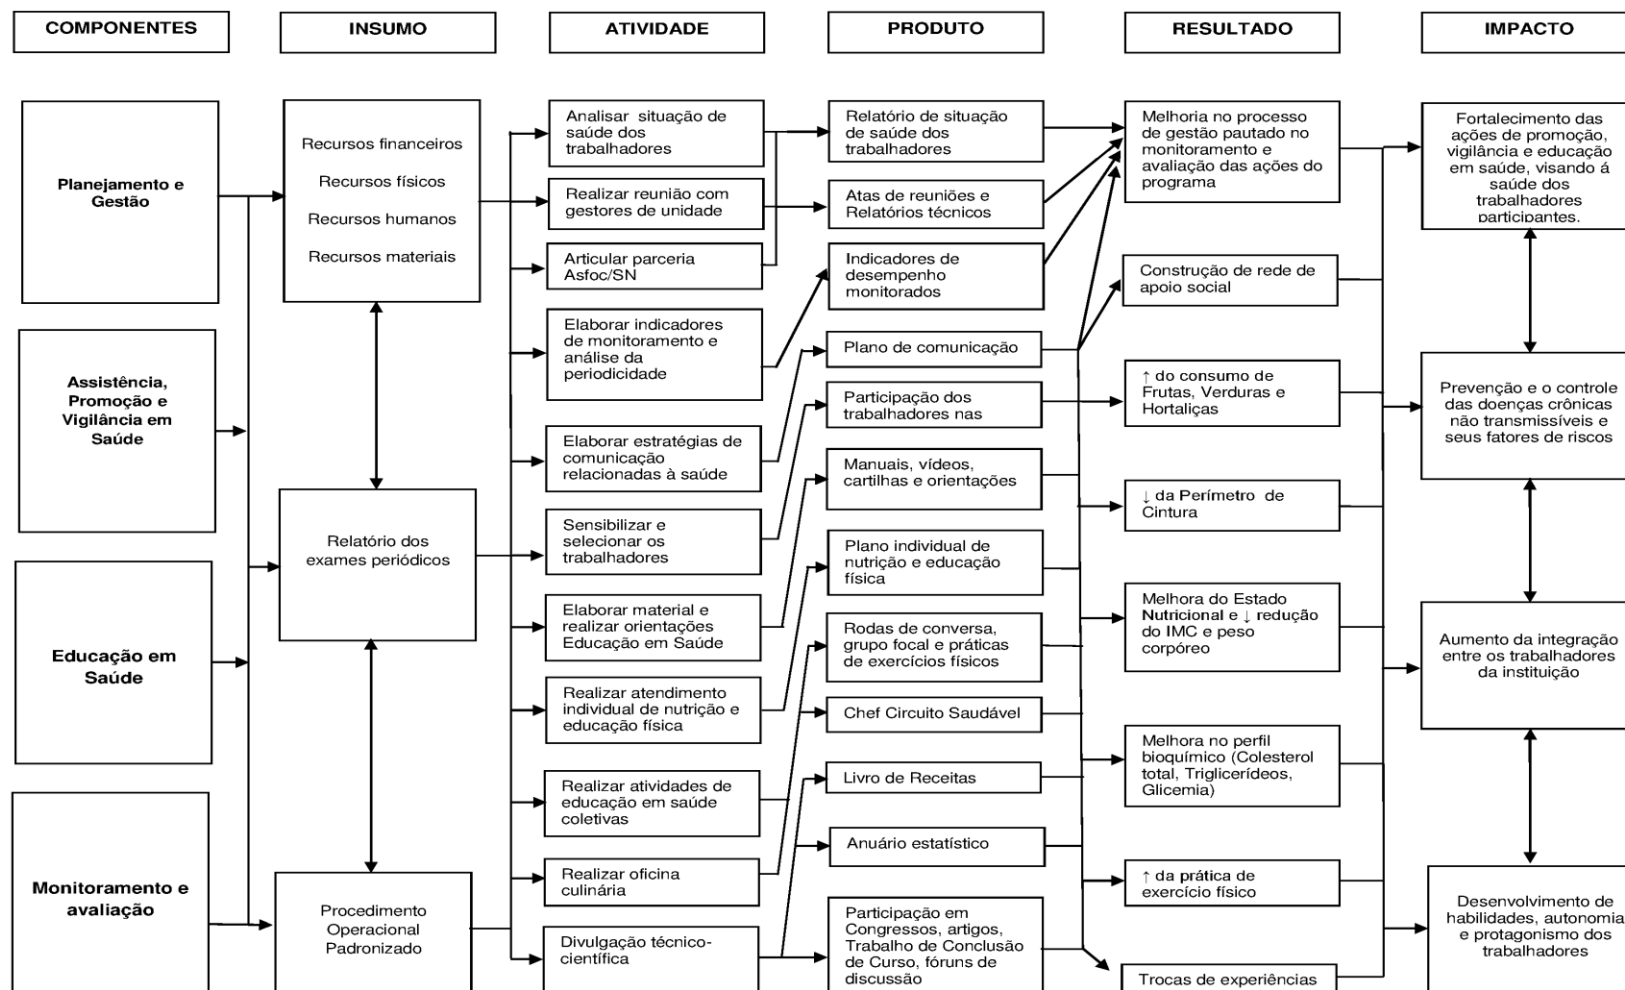 COMPONENTES
INSUMO
ATIVIDADE
PRODUTO
RESULTADO
IMPACTO
Planejamento e
Gestão
Assistência,
Promoção e
Vigilância em
Saúde
Educação em
Saúde
Monitoramento e
avaliação
Recursos financeiros
Recursos físicos
Recursos humanos
Recursos materiais
Relatório dos
exames periódicos
Procedimento
Operacional
Padronizado
Analisar situação de
saúde dos
trabalhadores
Realizar reunião com
gestores de unidade
Articular parceria
Asfoc/SN
Elaborar indicadores
de monitoramento e
análise da
periodicidade
Elaborar estratégias de
comunicação
relacionadas à saúde
Sensibilizar e
selecionar os
trabalhadores
Elaborar material e
realizar orientações
Educação em Saúde
Realizar atendimento
individual de nutrição e
educação física
Realizar atividades de
educação em saúde
coletivas
Realizar oficina
culinária
Divulgação técnico-
científica
Relatório de situação
de saúde dos
trabalhadores
Atas de reuniões e
Relatórios técnicos
Indicadores de
desempenho
monitorados
Plano de comunicação
Participação dos
trabalhadores nas
Manuais, vídeos,
cartilhas e orientações
Plano individual de
nutrição e educação
física
Rodas de conversa,
grupo focal e práticas
de exercícios físicos
Chef Circuito Saudável
Livro de Receitas
Anuário estatístico
Participação em
Congressos, artigos,
Trabalho de Conclusão
de Curso, fóruns de
discussão
Melhoria no processo
de gestão pautado no
monitoramento e
avaliação das ações do
programa
Construção de rede de
apoio social
↑ do consumo de
Frutas, Verduras e
Hortaliças
↓ da Perímetro de
Cintura
Melhora do Estado
Nutricional e ↓ redução
do IMC e peso
corpóreo
Melhora no perfil
bioquímico (Colesterol
total, Triglicerídeos,
Glicemia)
↑ da prática de
exercício físico
Trocas de experiências
Fortalecimento das
ações de promoção,
vigilância e educação
em saúde, visando á
saúde dos
trabalhadores
participantes.
Prevenção e o controle
das doenças crônicas
não transmissíveis e
seus fatores de riscos
Aumento da integração
entre os trabalhadores
da instituição
Desenvolvimento de
habilidades, autonomia
e protagonismo dos
trabalhadores